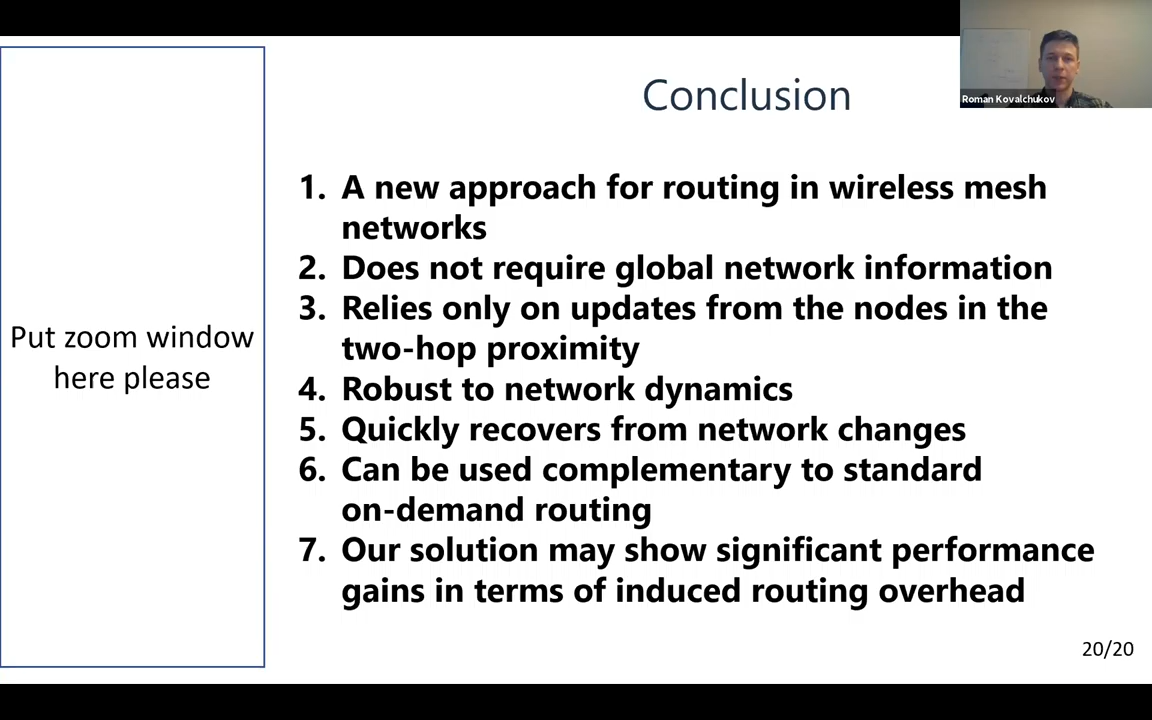 Conclusion
Roman Kovalchukov
Put zoom window
here please
1. A new approach for routing in wireless mesh
networks
2. Does not require global network information
3. Relies only on updates from the nodes in the
two-hop proximity
4. Robust to network dynamics
5. Quickly recovers from network changes
6. Can be used complementary to standard
on-demand routing
7. Our solution may show significant performance
gains in terms of induced routing overhead
20/20